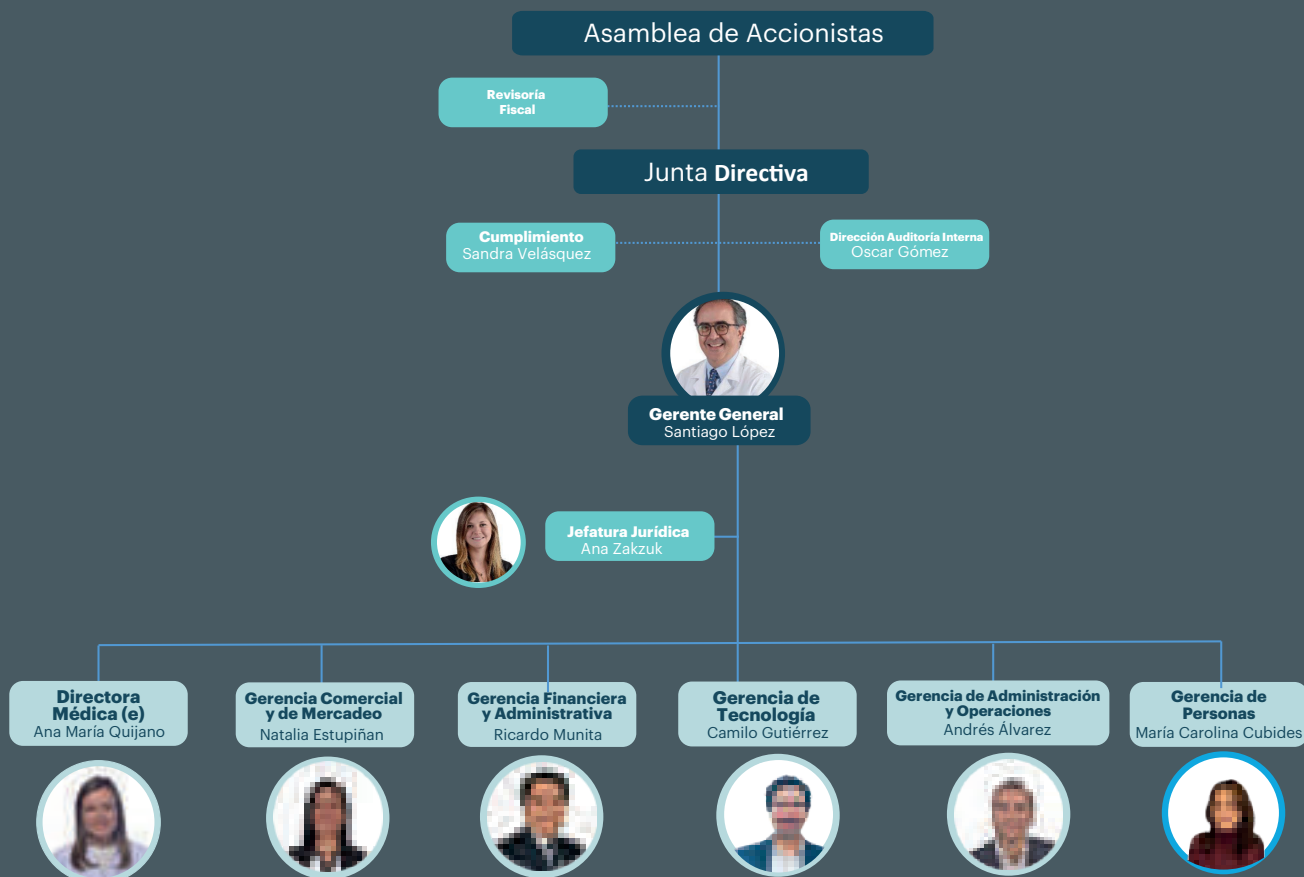 Asamblea de Accionistas
Revisoría
Fiscal
Junta Directiva
Cumplimiento
Sandra Velásquez
Dirección Auditoría Interna
Oscar Gómez
Gerente General
Santiago López
Jefatura Jurídica
Ana Zakzuk
Directora
Médica (e)
Ana María Quijano
Gerencia Comercial
y de Mercadeo
Natalia Estupiñan
Gerencia Financiera
y Administrativa
Ricardo Munita
Gerencia de
Tecnología
Camilo Gutiérrez
Gerencia de Administración
y Operaciones
Andrés Álvarez
Gerencia de
Personas
María Carolina Cubides